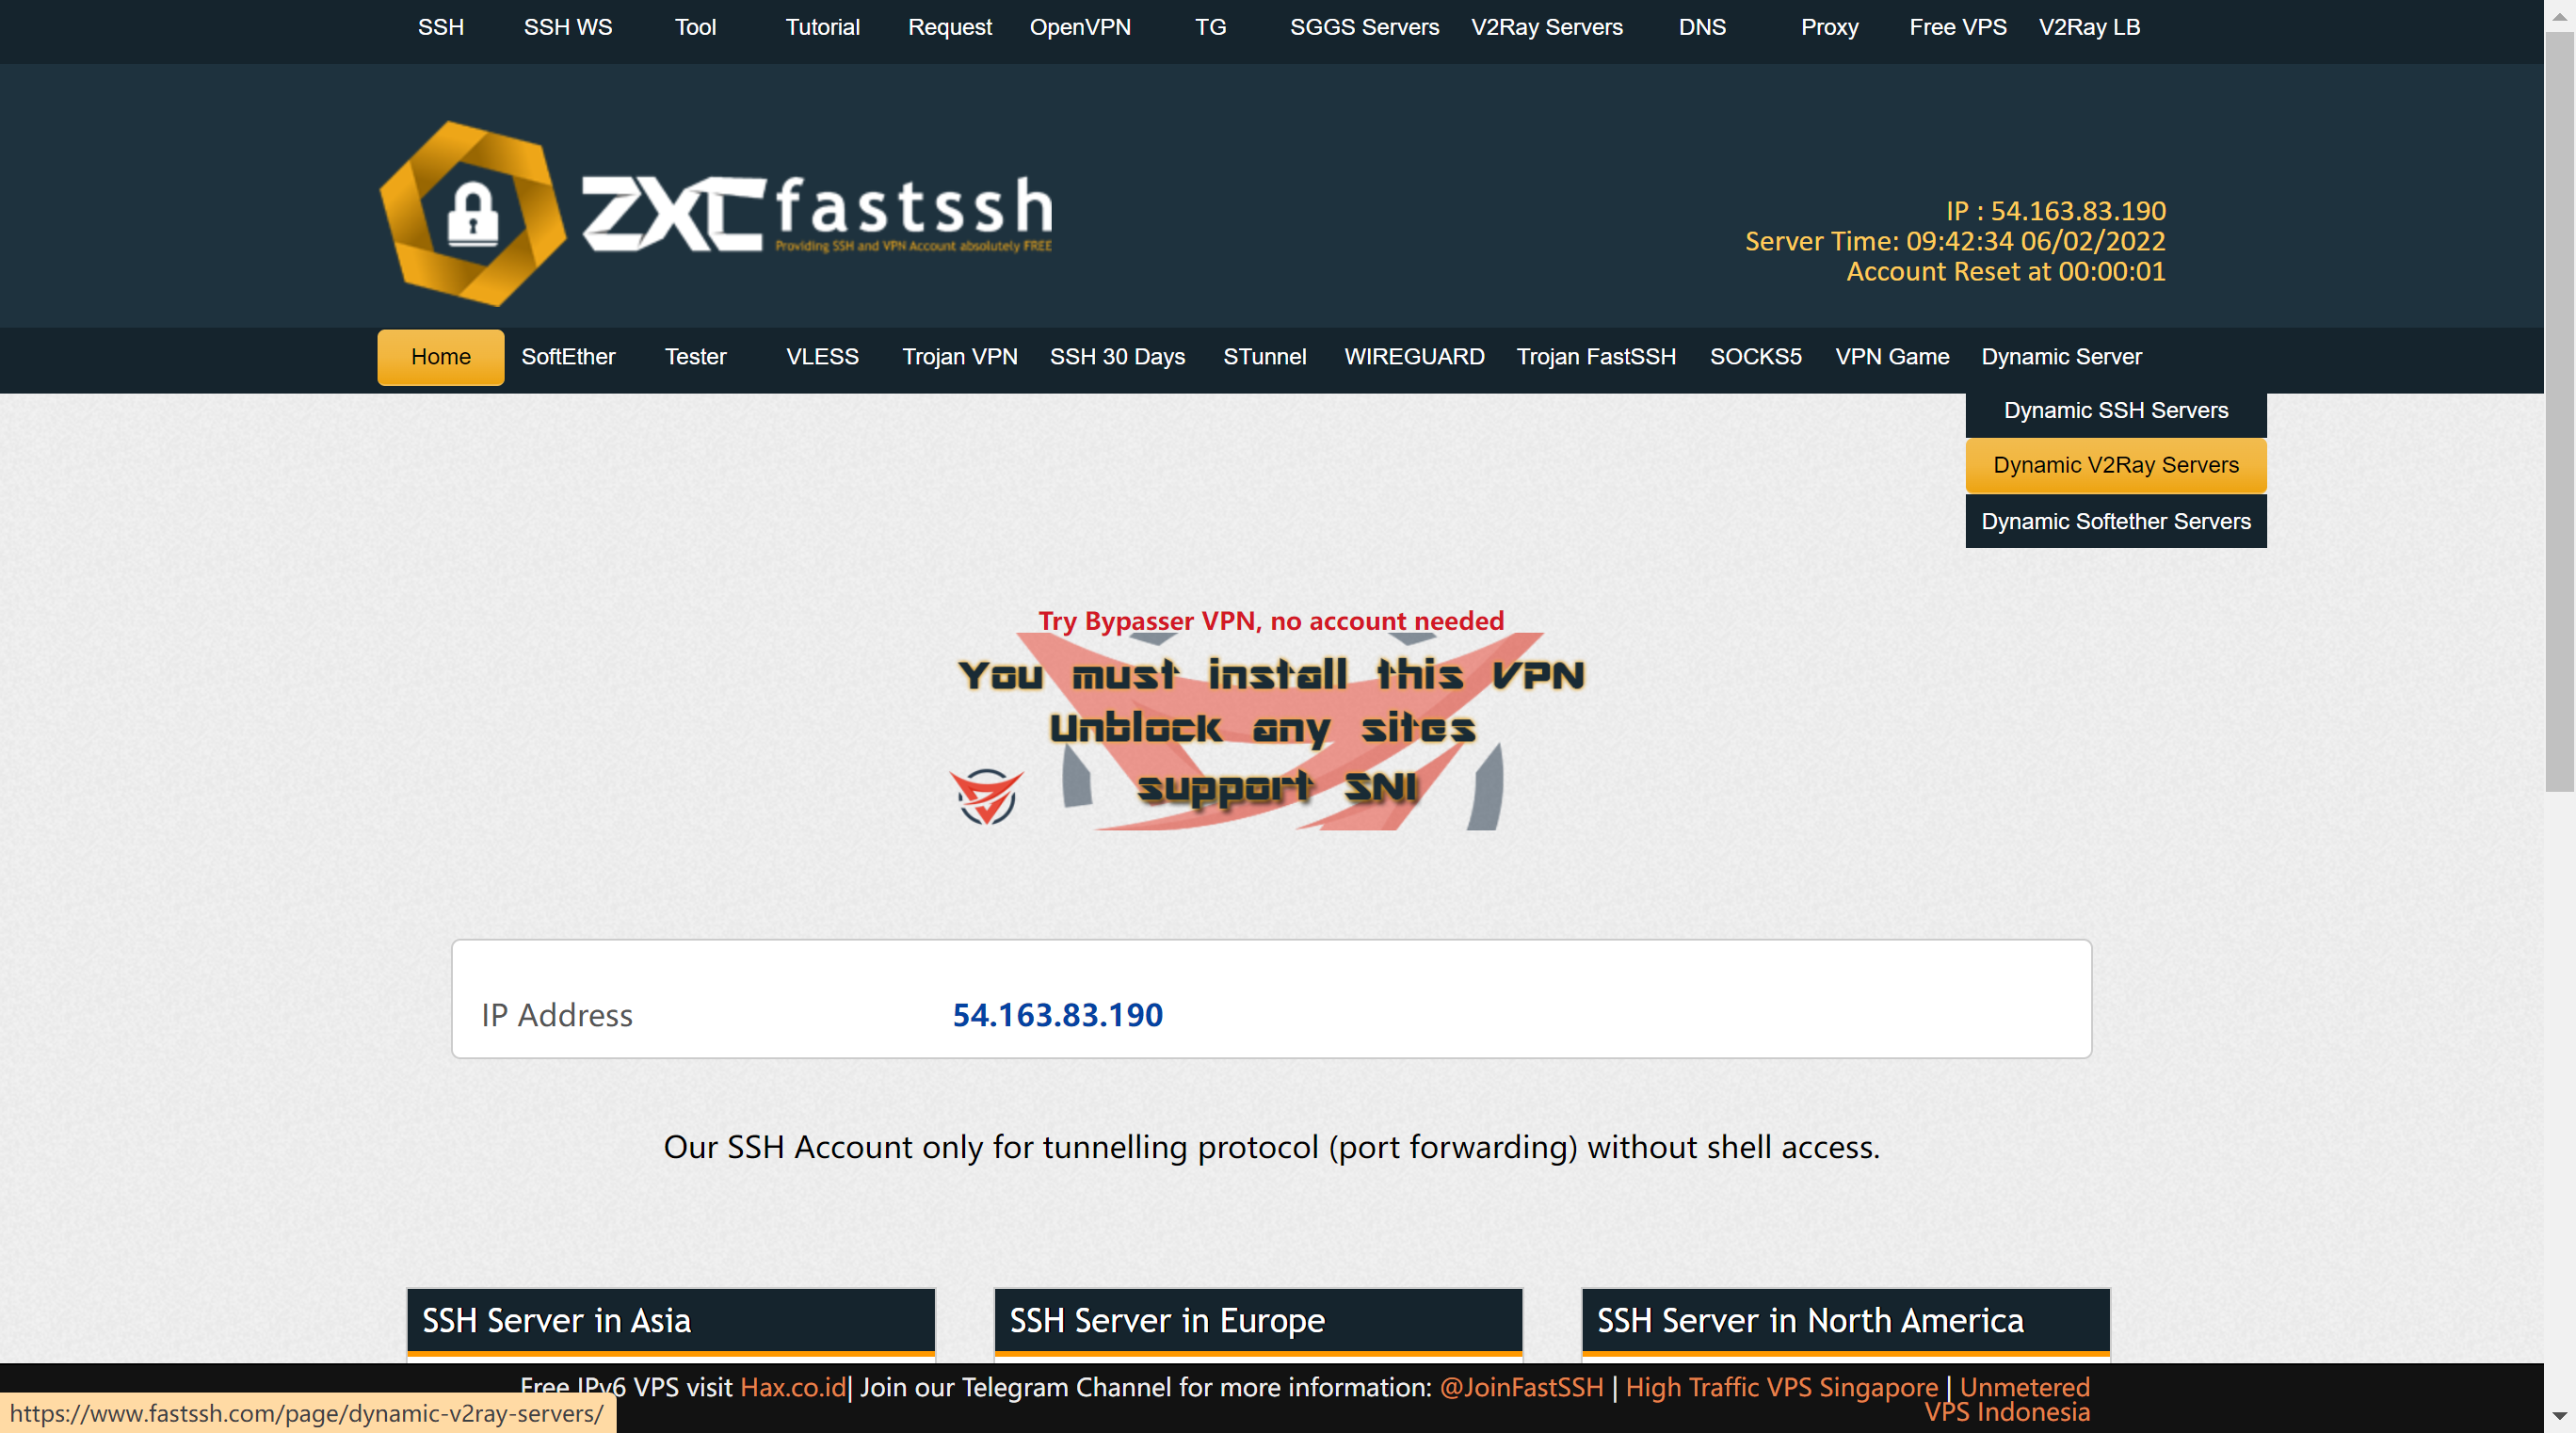 SSH SSH WS Tool Tutorial Request OpenVPN TG SGGS Servers V2Ray Servers DNS Proxy Free VPS V2Ray LB
ZXC fastssh
Providing SSH and VPN Account absolutely FREE
IP : 54.163.83.190
Server Time: 09:42:34 06/02/2022
Account Reset at 00:00:01
Home SoftEther Tester VLESS Trojan VPN SSH 30 Days STunnel WIREGUARD Trojan FastSSH SOCKS5 VPN Game Dynamic Server
Dynamic SSH Servers
Dynamic V2Ray Servers
Dynamic Softether Servers
Try Bypasser VPN, no account needed
You must install this VPN
Unblock any sites
support SNI
IP Address 54.163.83.190
Our SSH Account only for tunnelling protocol (port forwarding) without shell access.
SSH Server in Asia SSH Server in Europe SSH Server in North America
Free IPv6 VPS visit Hax.co.id| Join our Telegram Channel for more information: @JoinFastSSH | High Traffic VPS Singapore | Unmetered
VPS Indonesia
https://www.fastssh.com/page/dynamic-v2ray-servers/